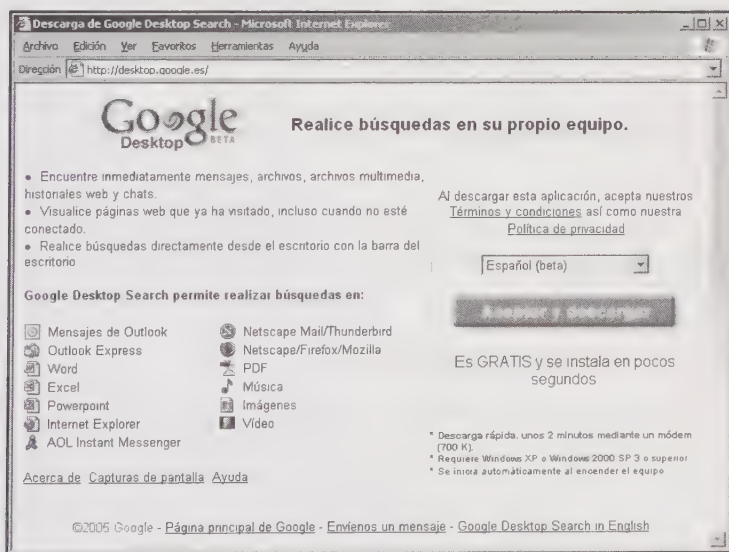 Descarga de Google Desktop Search - Microsoft Internet Explorer
Archivo Edición Ver Favoritos Herramientas Ayuda
Dirección http://desktop.google.es/
Google
Desktop BETA
Realice búsquedas en su propio equipo.
• Encuentre inmediatamente mensajes, archivos, archivos multimedia,
historiales web y chats.
• Visualice páginas web que ya ha visitado, incluso cuando no esté
conectado.
• Realice búsquedas directamente desde el escritorio con la barra del
escritorio
Google Desktop Search permite realizar búsquedas en:
Mensajes de Outlook
Outlook Express
Word
Excel
Powerpoint
Internet Explorer
AOL Instant Messenger
Netscape Mail/Thunderbird
Netscape/Firefox/Mozilla
PDF
Música
Imágenes
Vídeo
Acerca de Capturas de pantalla Ayuda
Al descargar esta aplicación, acepta nuestros
Términos y condiciones así como nuestra
Política de privacidad
Español (beta)
Aceptar y descargar
Es GRATIS y se instala en pocos
segundos
* Descarga rápida. unos 2 minutos mediante un módem
(700 K).
* Requiere Windows XP o Windows 2000 SP 3 o superior
* Se inicia automáticamente al encender el equipo
©2005 Google - Página principal de Google - Envíenos un mensaje - Google Desktop Search in English